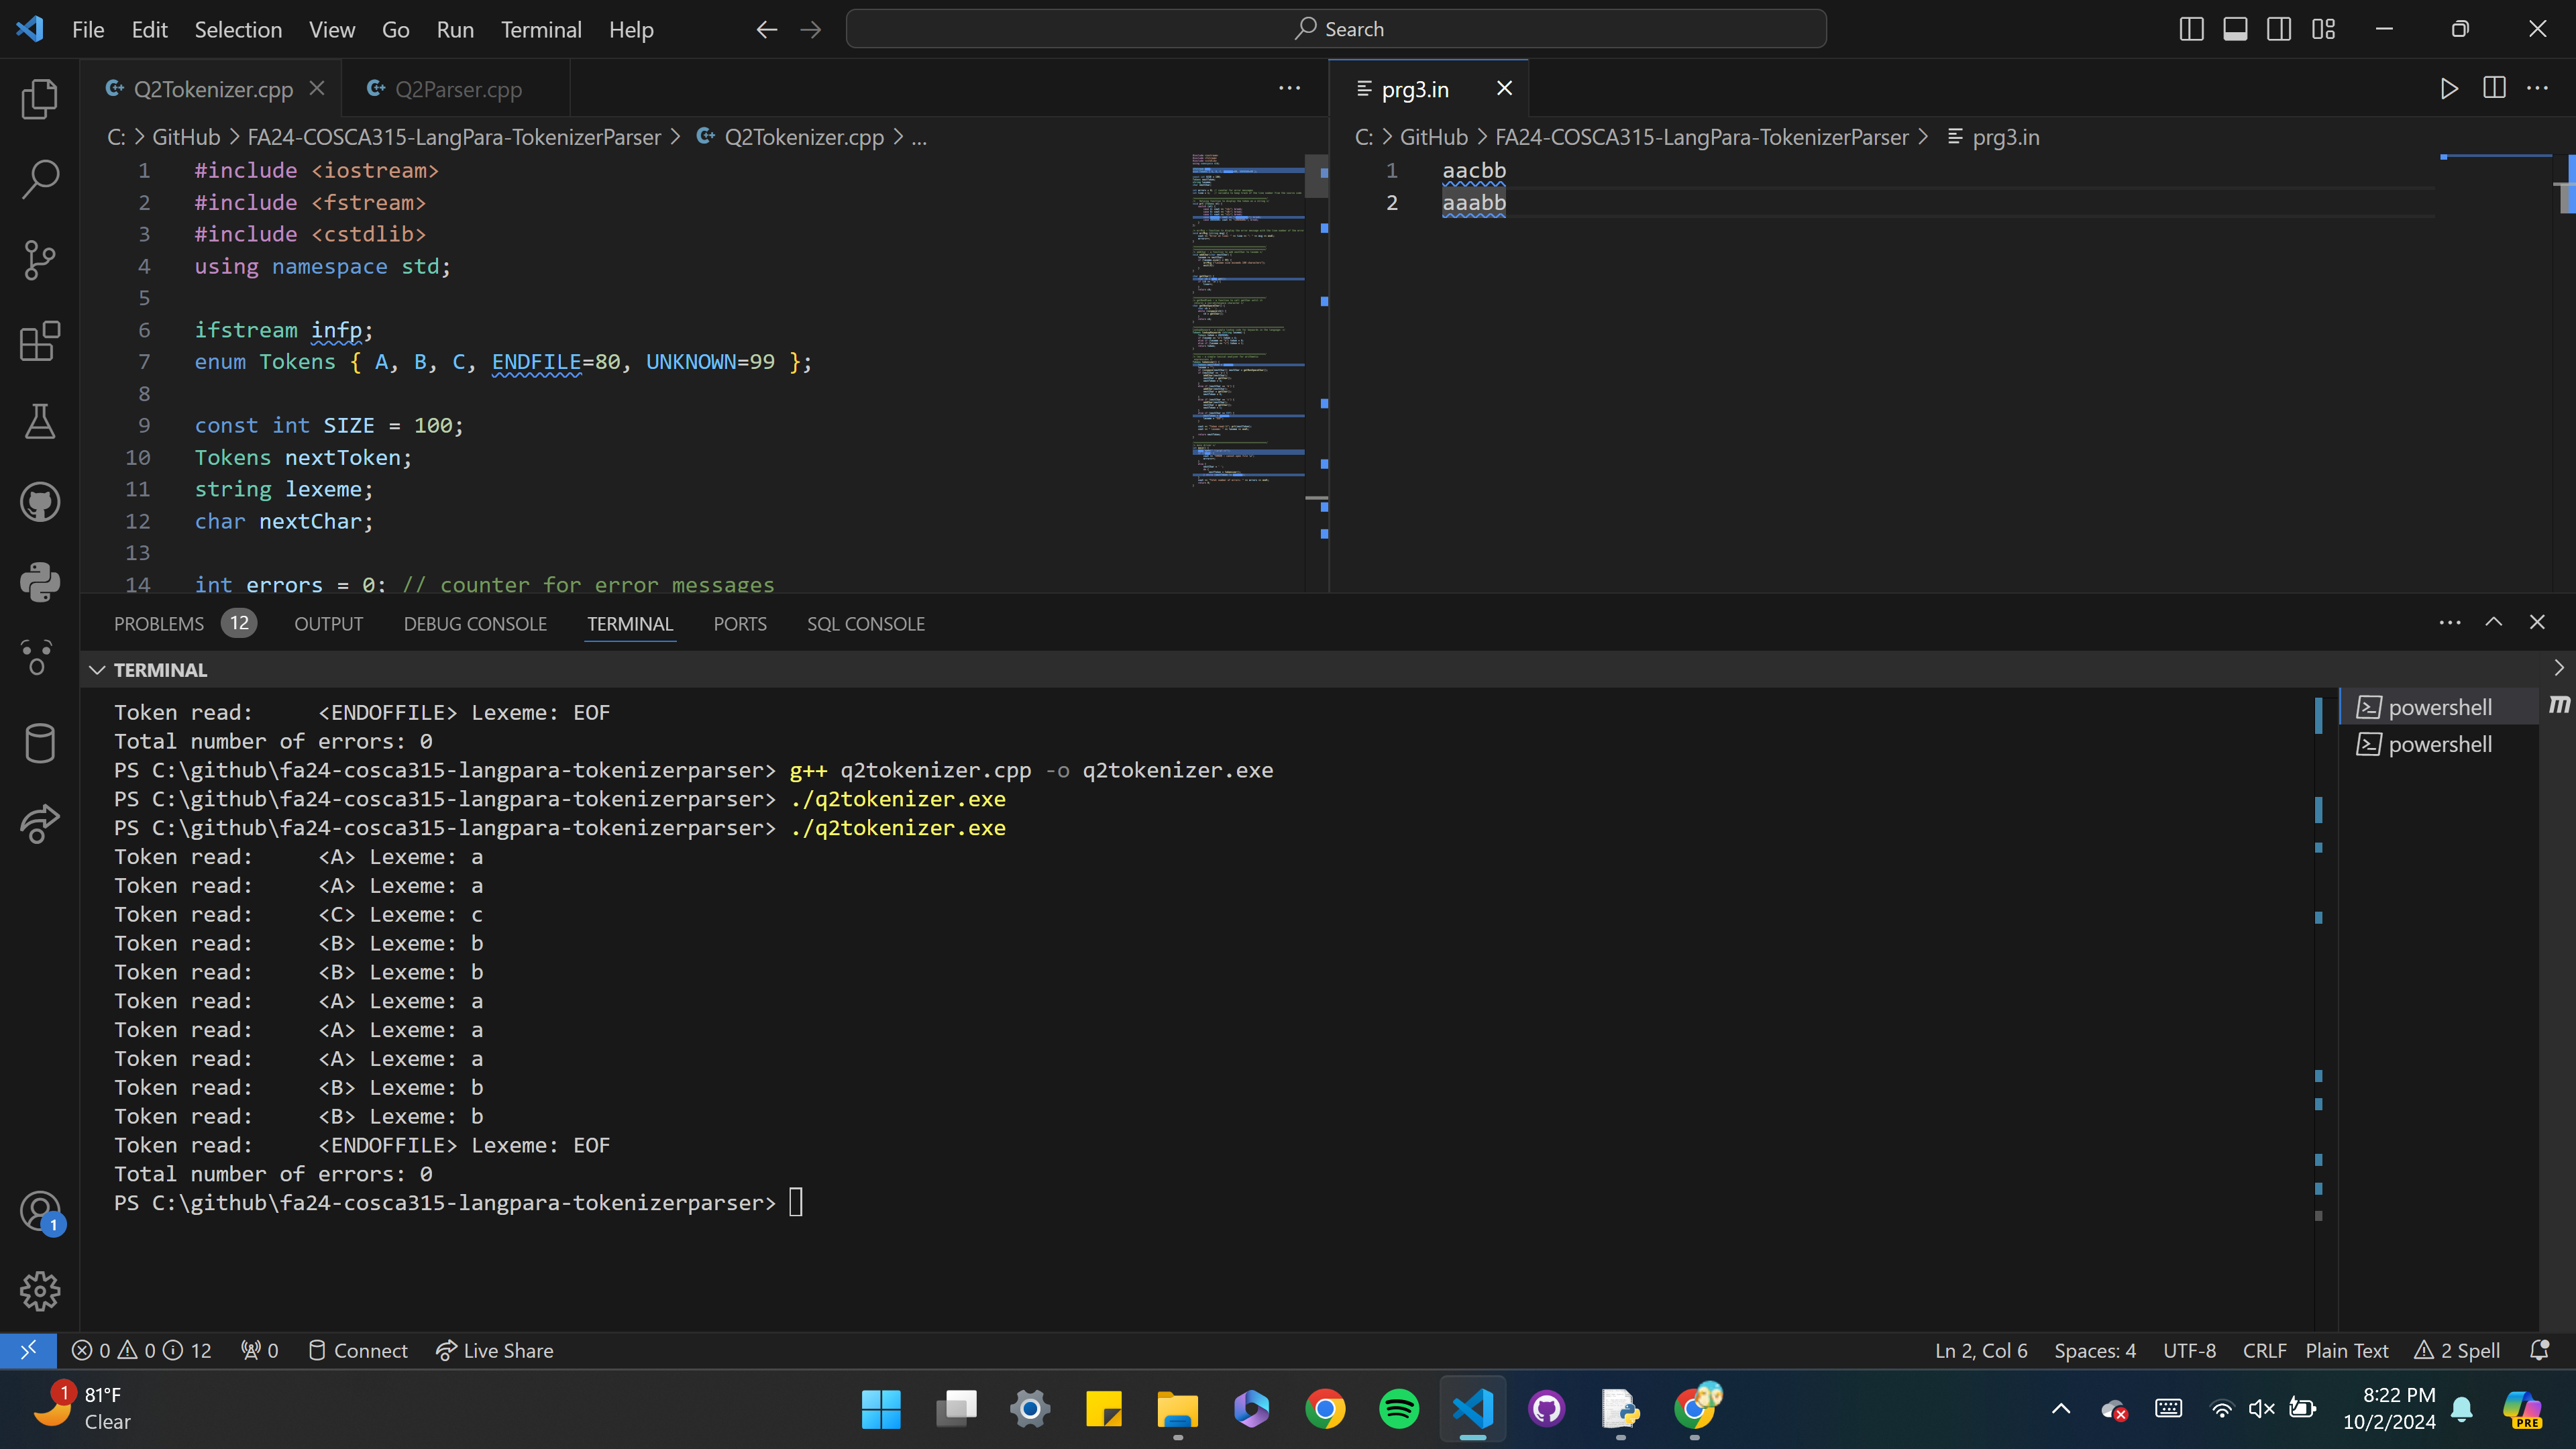 File Edit Selection View Go Run Terminal Help Search
Q2Tokenizer.cpp Q2Parser.cpp
C: > GitHub > FA24-COSCA315-LangPara-TokenizerParser > Q2Tokenizer.cpp > ...
1 #include <iostream>
2 #include <fstream>
3 #include <cstdlib>
4 using namespace std;
5
6 ifstream infp;
7 enum Tokens { A, B, C, ENDFILE=80, UNKNOWN=99 };
8
9 const int SIZE = 100;
10 Tokens nextToken;
11 string lexeme;
12 char nextChar;
13
14 int errors = 0; // counter for error messages
prg3.in
C: > GitHub > FA24-COSCA315-LangPara-TokenizerParser > prg3.in
1 aacbb
2 aaabb
PROBLEMS 12 OUTPUT DEBUG CONSOLE TERMINAL PORTS SQL CONSOLE
TERMINAL
Token read: <ENDOFFILE> Lexeme: EOF
Total number of errors: 0
PS C:\github\fa24-cosca315-langpara-tokenizerparser> g++ q2tokenizer.cpp -o q2tokenizer.exe
PS C:\github\fa24-cosca315-langpara-tokenizerparser> ./q2tokenizer.exe
PS C:\github\fa24-cosca315-langpara-tokenizerparser> ./q2tokenizer.exe
Token read: <A> Lexeme: a
Token read: <A> Lexeme: a
Token read: <C> Lexeme: c
Token read: <B> Lexeme: b
Token read: <B> Lexeme: b
Token read: <A> Lexeme: a
Token read: <A> Lexeme: a
Token read: <A> Lexeme: a
Token read: <B> Lexeme: b
Token read: <B> Lexeme: b
Token read: <ENDOFFILE> Lexeme: EOF
Total number of errors: 0
PS C:\github\fa24-cosca315-langpara-tokenizerparser>
powershell
powershell
m
1
0 0 12 0 Connect Live Share Ln 2, Col 6 Spaces: 4 UTF-8 CRLF Plain Text 2 Spell
1 81°F
Clear
8:22 PM
10/2/2024
PRE